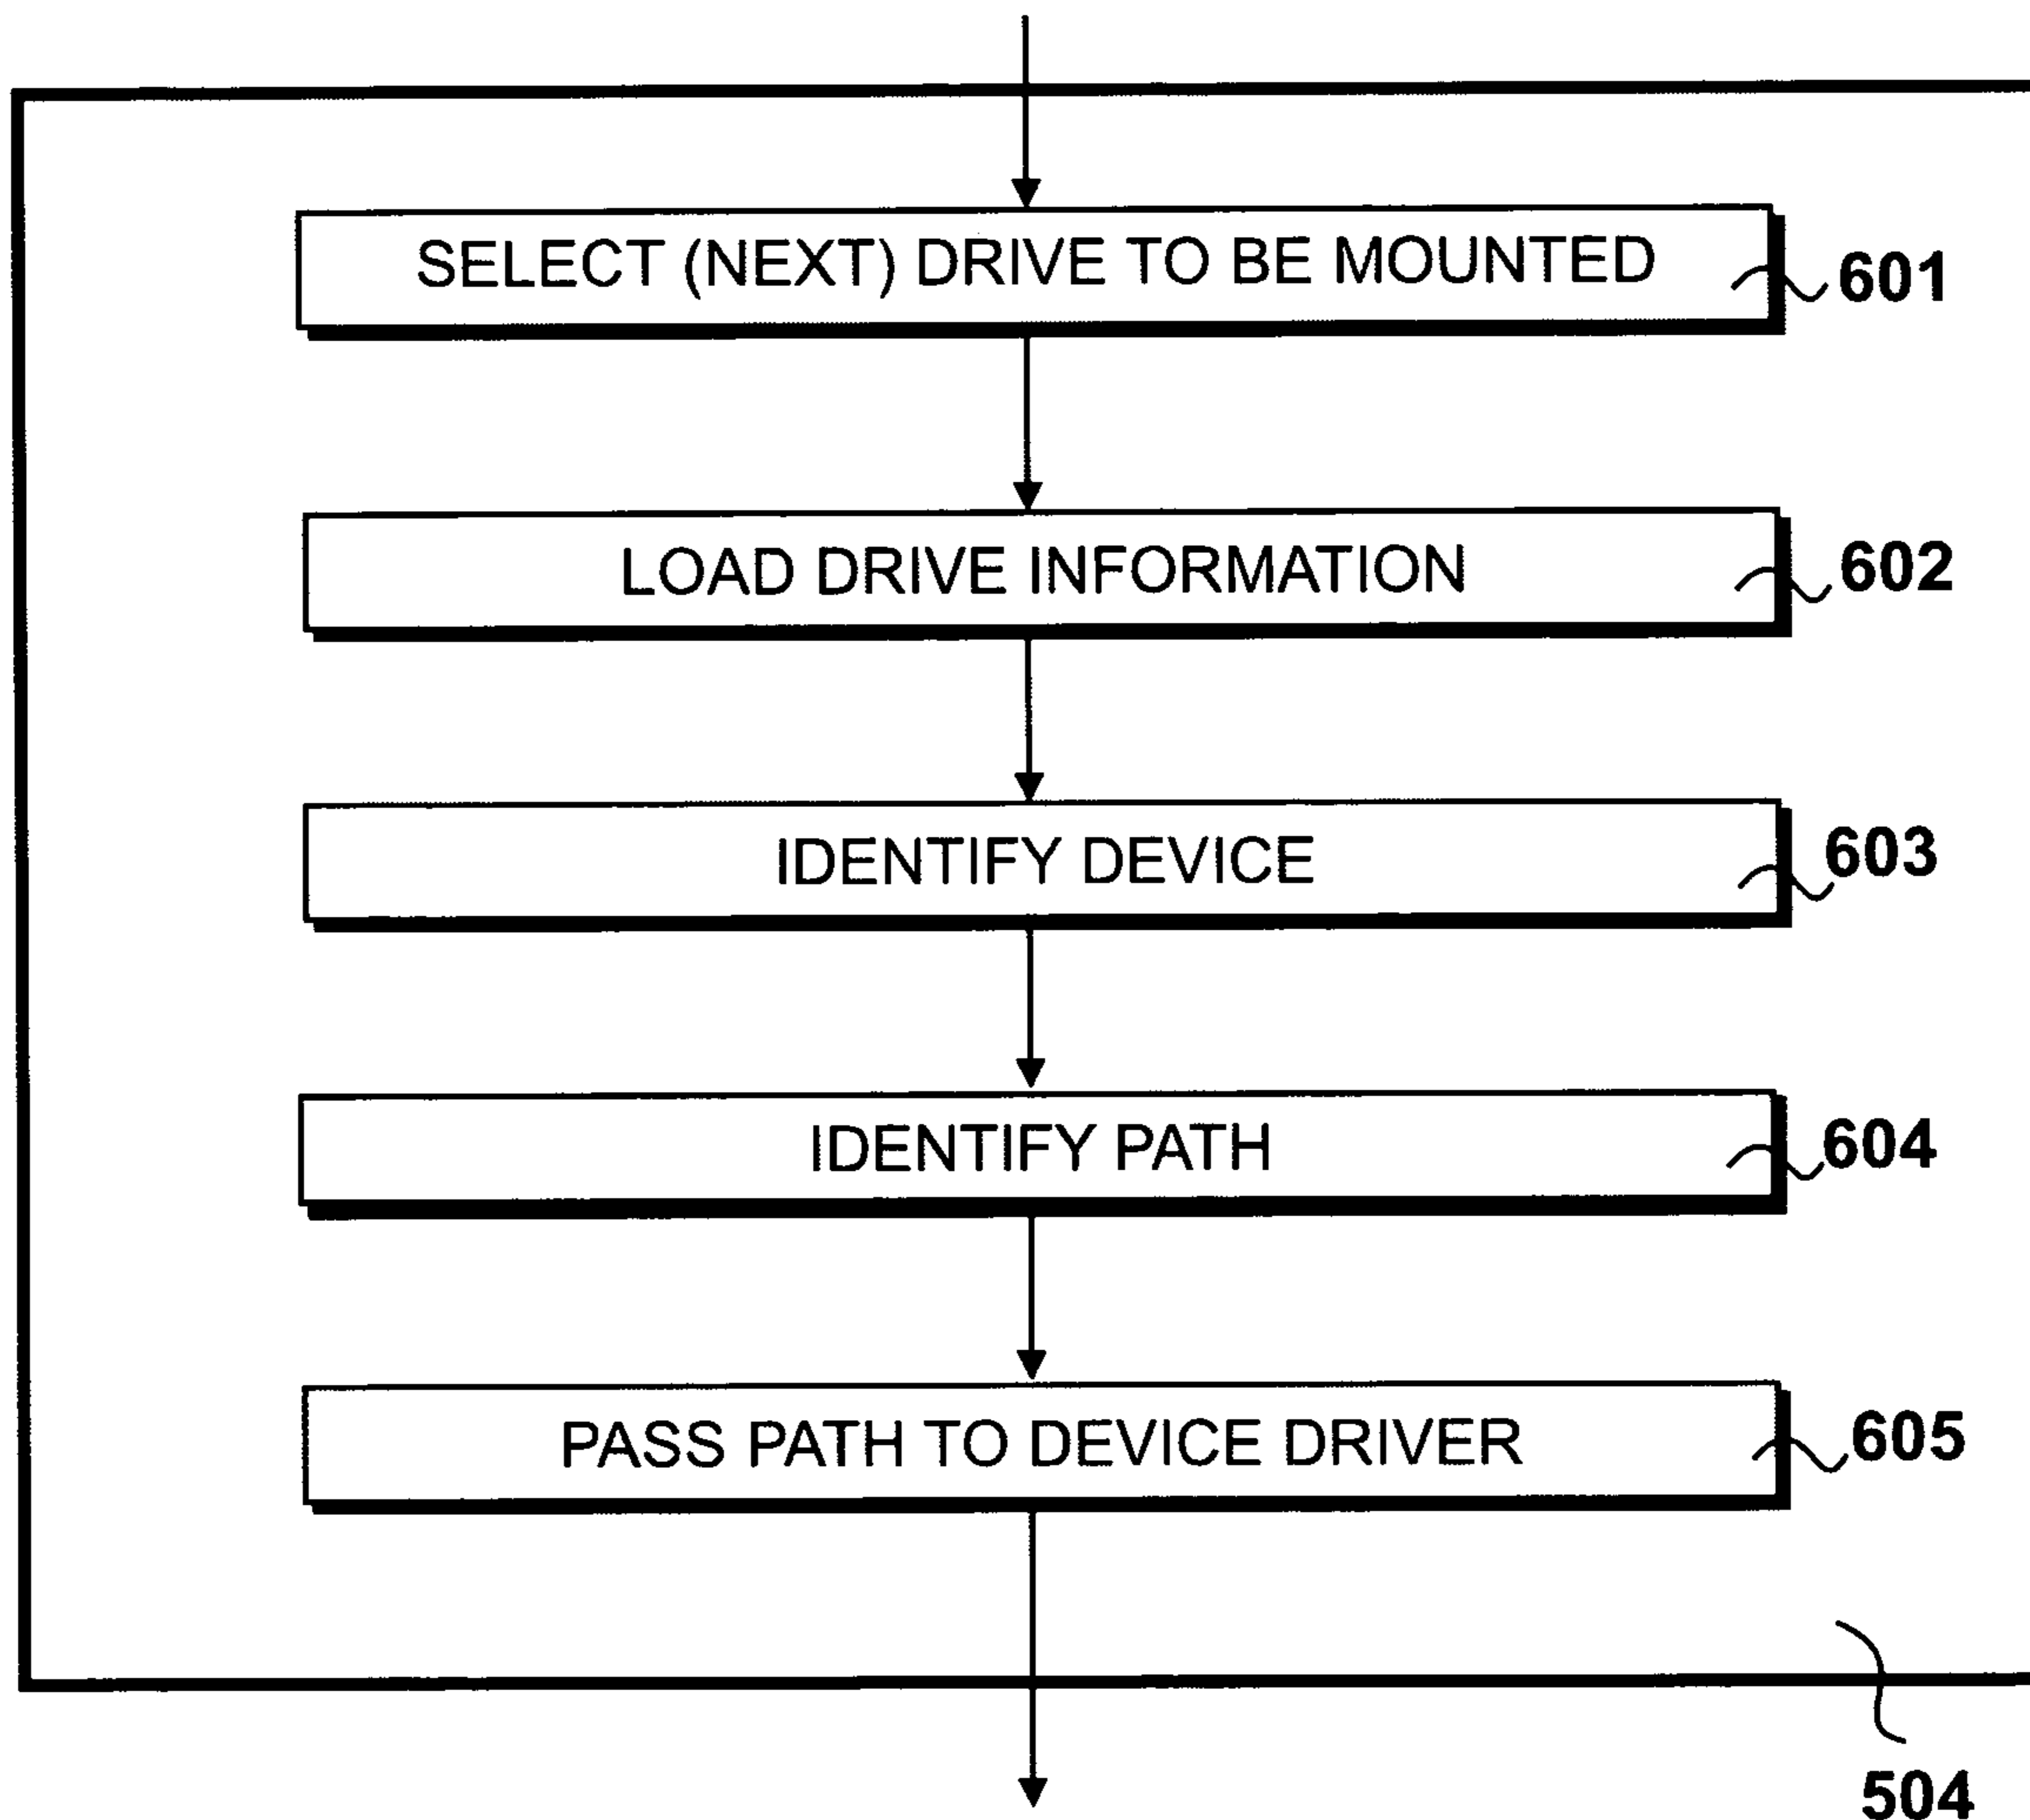 SELECT (NEXT) DRIVE TO BE MOUNTED
601
LOAD DRIVE INFORMATION
602
IDENTIFY DEVICE
603
IDENTIFY PATH
604
PASS PATH TO DEVICE DRIVER
605
504